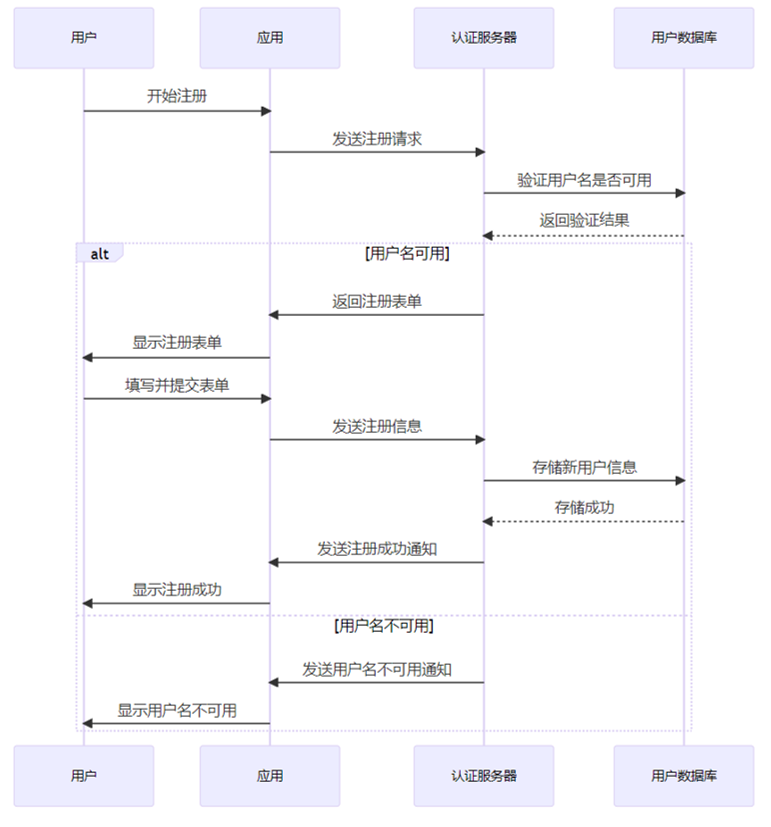 用户
应用
认证服务器
用户数据库
开始注册
发送注册请求
验证用户名是否可用
返回验证结果
alt
[用户名可用]
返回注册表单
显示注册表单
填写并提交表单
发送注册信息
存储新用户信息
存储成功
发送注册成功通知
显示注册成功
[用户名不可用]
发送用户名不可用通知
显示用户名不可用
用户
应用
认证服务器
用户数据库